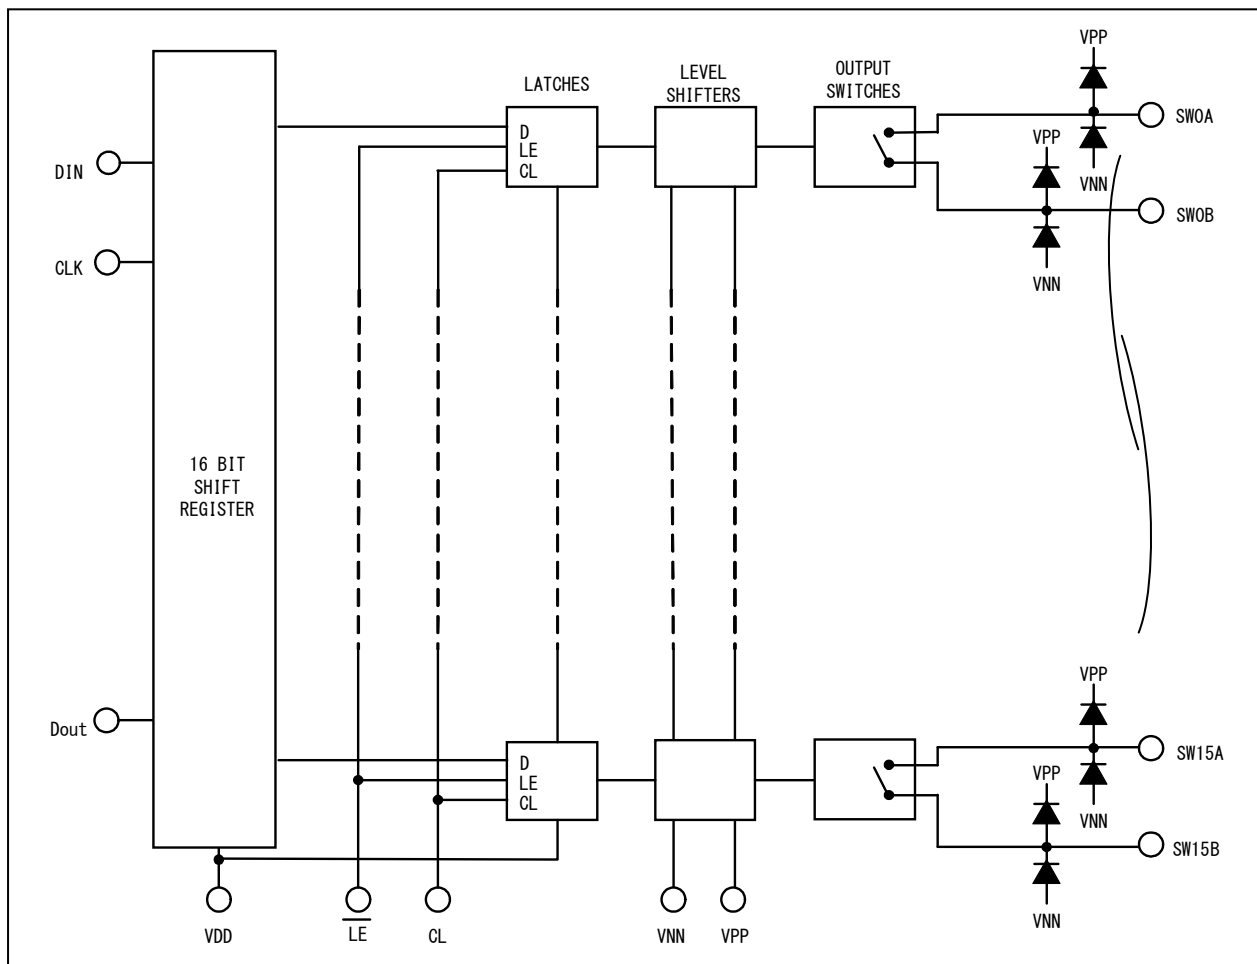 VPP
LATCHES
LEVEL
SHIFTERS
OUTPUT
SWITCHES
D
LE
CL
SW0A
VPP
VNN
SW0B
VNN
DIN
CLK
16 BIT
SHIFT
REGISTER
Dout
VPP
D
LE
CL
SW15A
VPP
VNN
SW15B
VNN
VDD
LE
CL
VNN
VPP